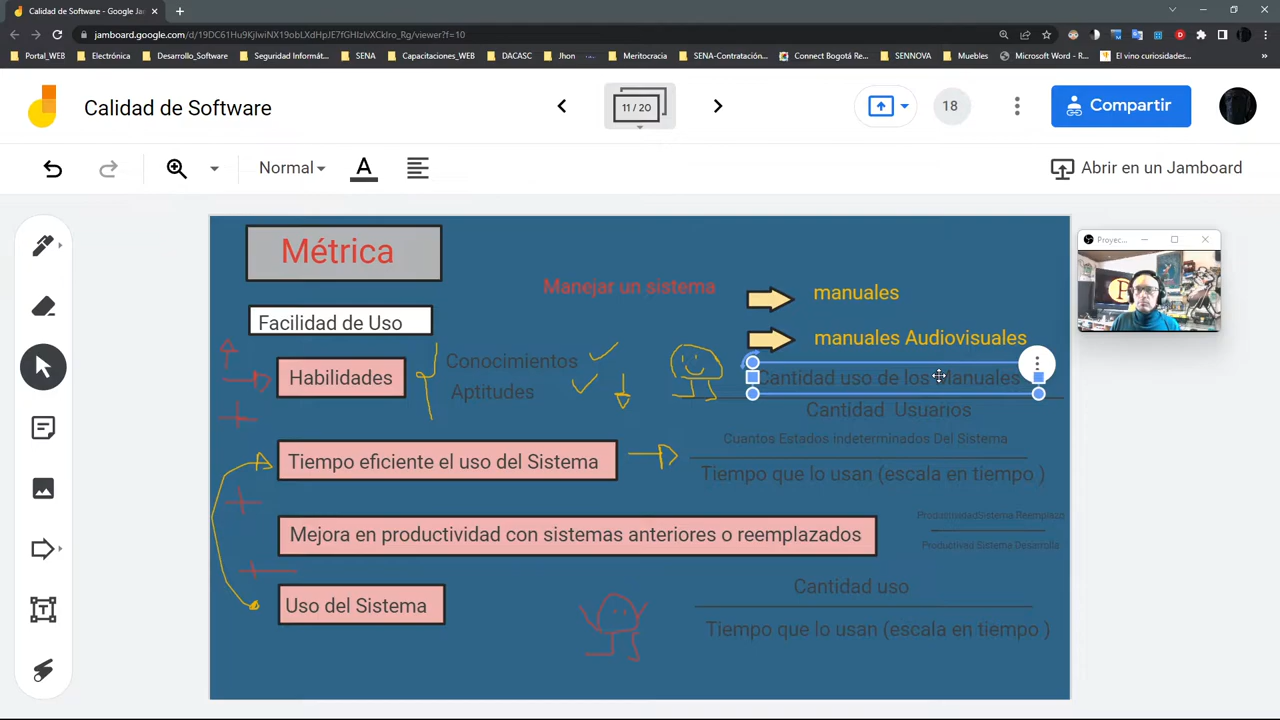 Calidad de Software - Google Jar
jamboard.google.com/d/19DC61Hu9KjlwiNX19obLXdHpJE7fGHIzlvXCklro_Rg/viewer?f=10
Portal_WEB
Electrónica
Desarrollo_Software
Seguridad Informát...
SENA
Capacitaciones_WEB
DACASC
Jhon
Meritocracia
SENA-Contratación...
Connect Bogotá Re...
SENNOVA
Muebles
Microsoft Word - R...
El vino curiosidades...
Calidad de Software
11 / 20
18
Compartir
Normal
Abrir en un Jamboard
Proyec...
Métrica
Manejar un sistema
manuales
Facilidad de Uso
manuales Audiovisuales
Habilidades
Conocimientos
Aptitudes
Cantidad uso de los Manuales
Cantidad Usuarios
Cuantos Estados indeterminados Del Sistema
Tiempo eficiente el uso del Sistema
Tiempo que lo usan (escala en tiempo )
Mejora en productividad con sistemas anteriores o reemplazados
ProductividadSistema Reemplazo
Productivad Sistema Desarrollo
Uso del Sistema
Cantidad uso
Tiempo que lo usan (escala en tiempo )